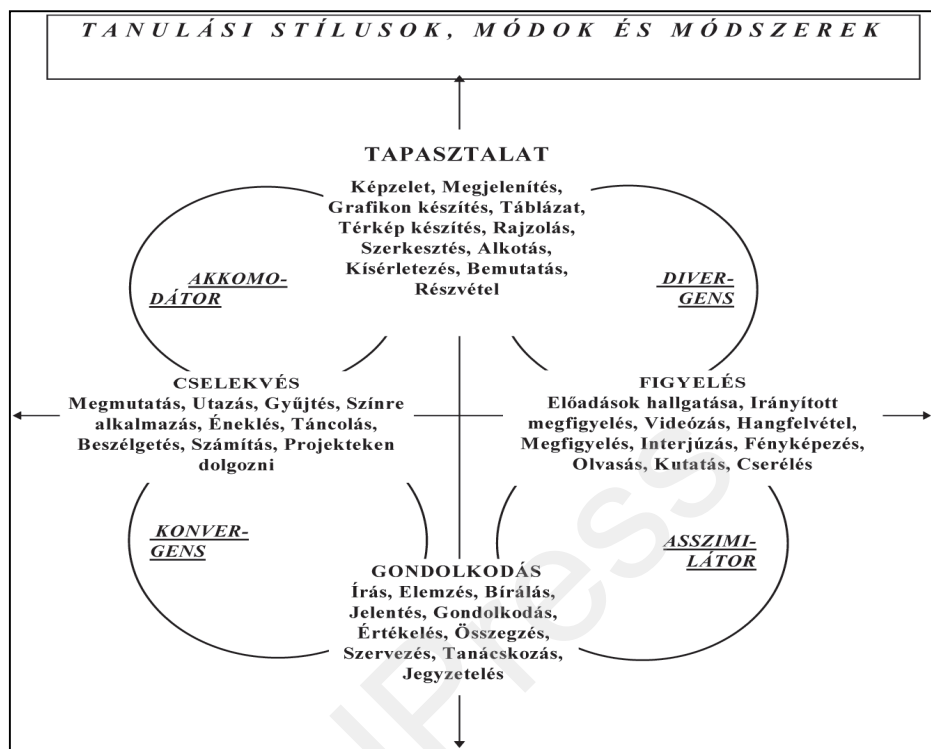 TANULÁSI STÍLUSOK, MÓDOK ÉS MÓDSZEREK
TAPASZTALAT
Képzelet, Megjelenítés,
Grafikon készítés, Táblázat,
Térkép készítés, Rajzolás,
Szerkesztés, Alkotás,
Kísérletezés, Bemutatás,
Részvétel
AKKOMO-
DÁTOR
DIVER-
GENS
CSELEKVÉS
Megmutatás, Utazás, Gyűjtés, Színre
alkalmazás, Éneklés, Táncolás,
Beszélgetés, Számítás, Projekteken
dolgozni
FIGYELÉS
Előadások hallgatása, Irányított
megfigyelés, Videózás, Hangfelvétel,
Megfigyelés, Interjúzás, Fényképezés,
Olvasás, Kutatás, Cserélés
KONVER-
GENS
ASSZIMI-
LÁTOR
GONDOLKODÁS
Írás, Elemzés, Bírálás,
Jelentés, Gondolkodás,
Értékelés, Összegzés,
Szervezés, Tanácskozás,
Jegyzetelés